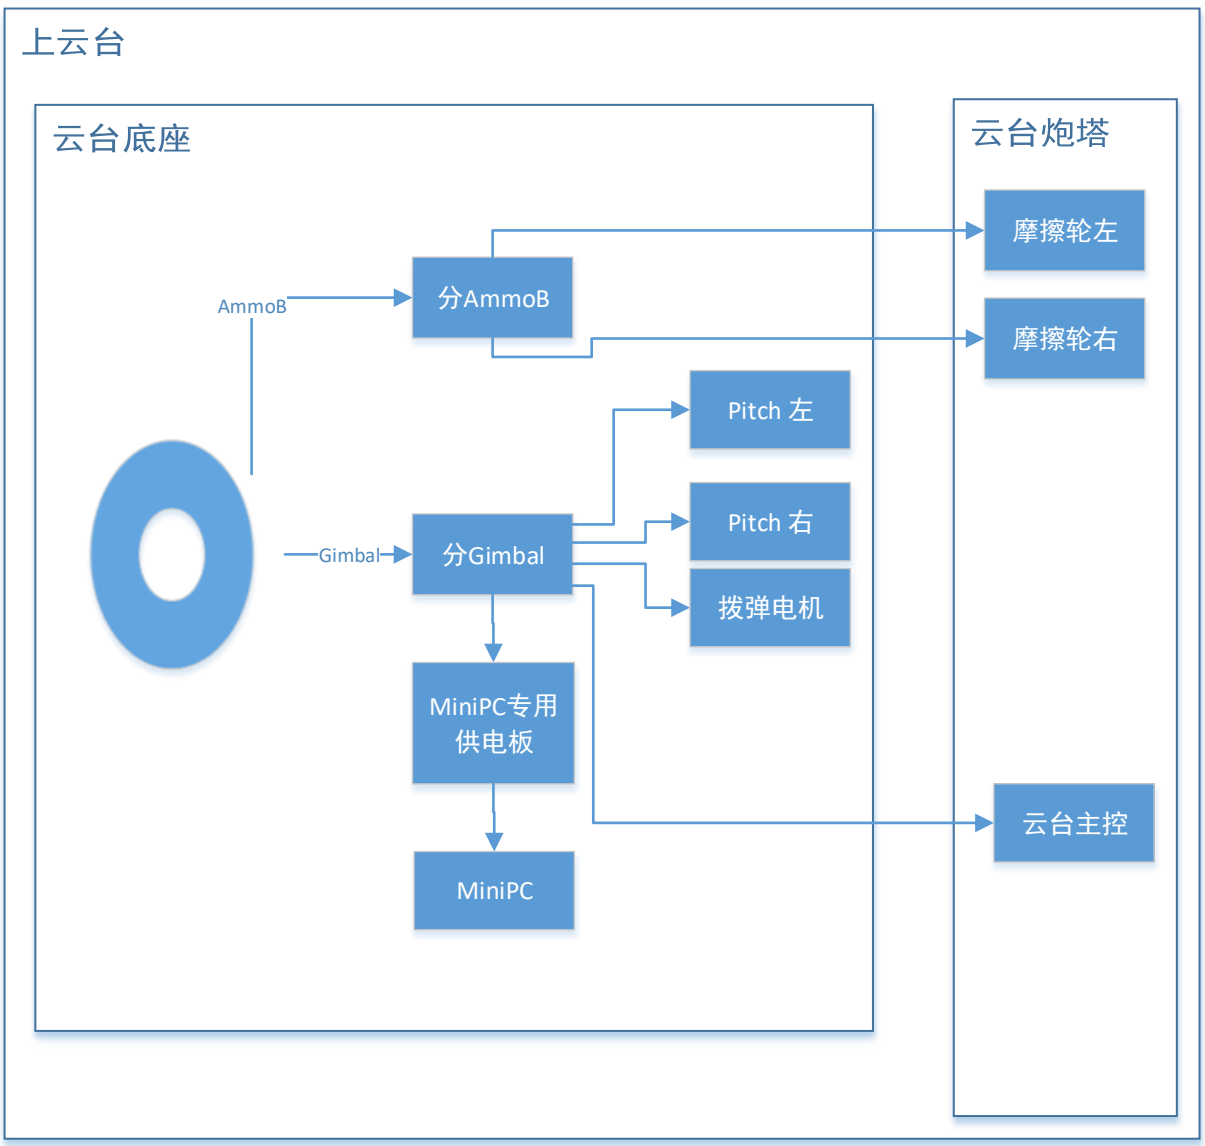 上云台
云台底座
云台炮塔
摩擦轮左
AmmoB
分AmmoB
摩擦轮右
Pitch 左
Pitch 右
Gimbal
分Gimbal
拨弹电机
MiniPC专用
供电板
云台主控
MiniPC